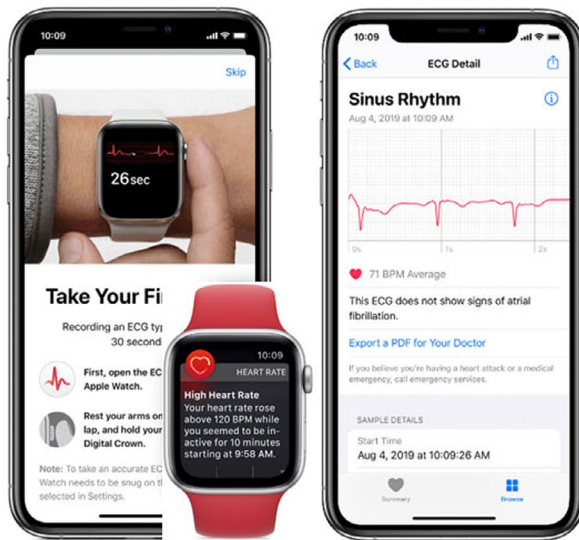 10:09
Skip
26sec
Take Your Fi
Recording an ECG typ
30 second
First, open the EC
Apple Watch.
Rest your arms on
lap, and hold your
Digital Crown.
Note: To take an accurate EC
Watch needs to be snug on th
selected in Settings.
10:09
HEART RATE
High Heart Rate
Your heart rate rose
above 120 BPM while
you seemed to be in-
active for 10 minutes
starting at 9:58 AM.
10:09
Back
ECG Detail
Sinus Rhythm
Aug 4, 2019 at 10:09 AM
0s 1s 2s
71 BPM Average
This ECG does not show signs of atrial
fibrillation.
Export a PDF for Your Doctor
If you believe you're having a heart attack or a medical
emergency, call emergency services.
SAMPLE DETAILS
Start Time
Aug 4, 2019 at 10:09:26 AM
Summary
Browse